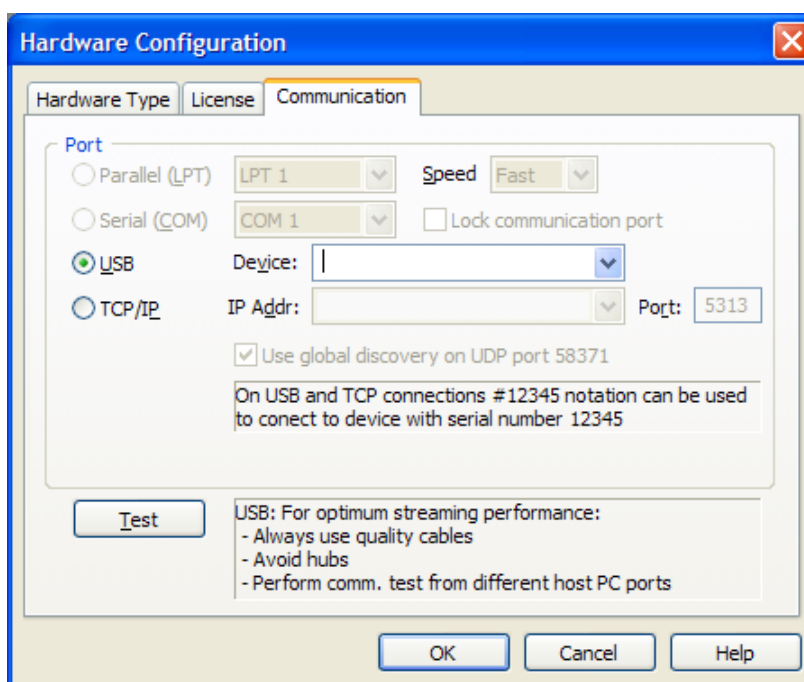 Hardware Configuration
Hardware Type License Communication
Port
Parallel (LPT) LPT 1 Speed Fast
Serial (COM) COM 1 Lock communication port
USB Device:
TCP/IP IP Addr: Port: 5313
Use global discovery on UDP port 58371
On USB and TCP connections #12345 notation can be used
to conect to device with serial number 12345
Test
USB: For optimum streaming performance:
- Always use quality cables
- Avoid hubs
- Perform comm. test from different host PC ports
OK Cancel Help